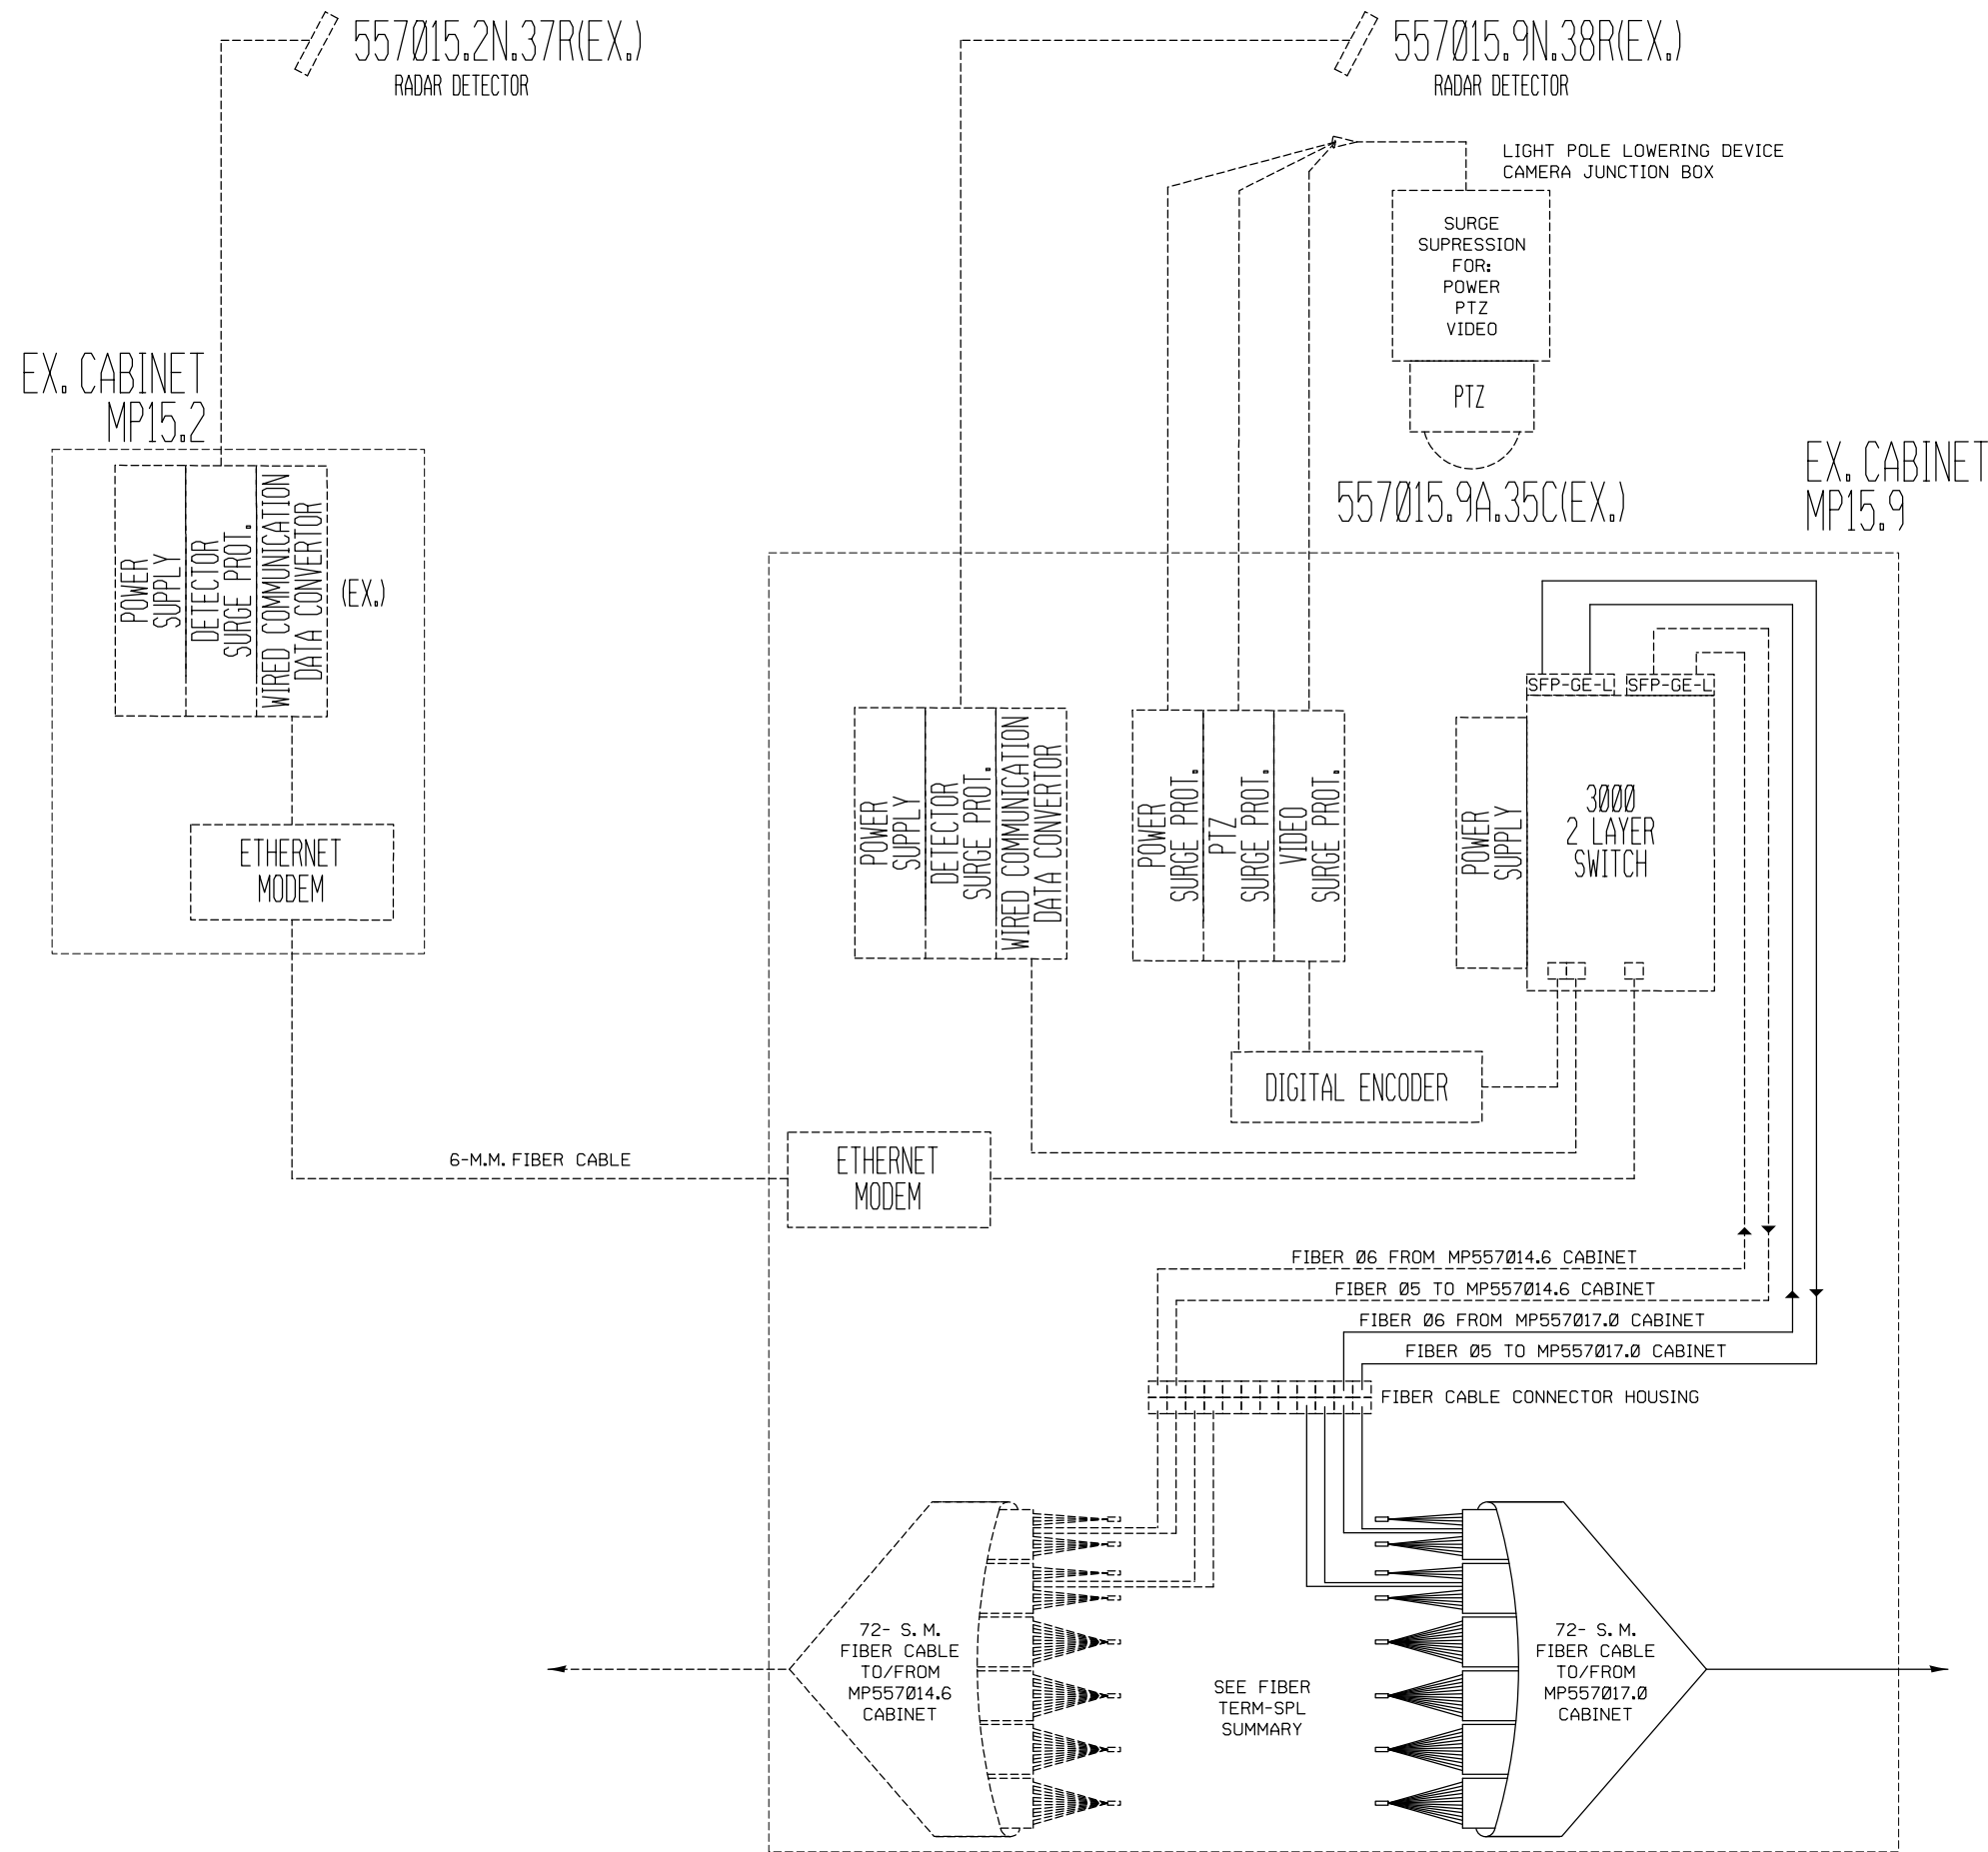 557Ø15.2N.37R(EX.)
RADAR DETECTOR
557Ø15.9N.38R(EX.)
RADAR DETECTOR
LIGHT POLE LOWERING DEVICE
CAMERA JUNCTION BOX
SURGE
SUPRESSION
FOR:
POWER
PTZ
VIDEO
PTZ
557Ø15.9A.35C(EX.)
EX. CABINET
MP15.2
EX. CABINET
MP15.9
POWER
SUPPLY
DETECTOR
SURGE PROT.
WIRED COMMUNICATION
DATA CONVERTOR
(EX.)
ETHERNET
MODEM
SFP-GE-L
SFP-GE-L
POWER
SUPPLY
DETECTOR
SURGE PROT.
WIRED COMMUNICATION
DATA CONVERTOR
POWER
SURGE PROT.
PTZ
SURGE PROT.
VIDEO
SURGE PROT.
POWER
SUPPLY
3ØØØ
2 LAYER
SWITCH
DIGITAL ENCODER
6-M.M. FIBER CABLE
ETHERNET
MODEM
FIBER Ø6 FROM MP557Ø14.6 CABINET
FIBER Ø5 TO MP557Ø14.6 CABINET
FIBER Ø6 FROM MP557Ø17.Ø CABINET
FIBER Ø5 TO MP557Ø17.Ø CABINET
FIBER CABLE CONNECTOR HOUSING
72- S.M.
FIBER CABLE
TO/FROM
MP557Ø14.6
CABINET
SEE FIBER
TERM-SPL
SUMMARY
72- S.M.
FIBER CABLE
TO/FROM
MP557Ø17.Ø
CABINET